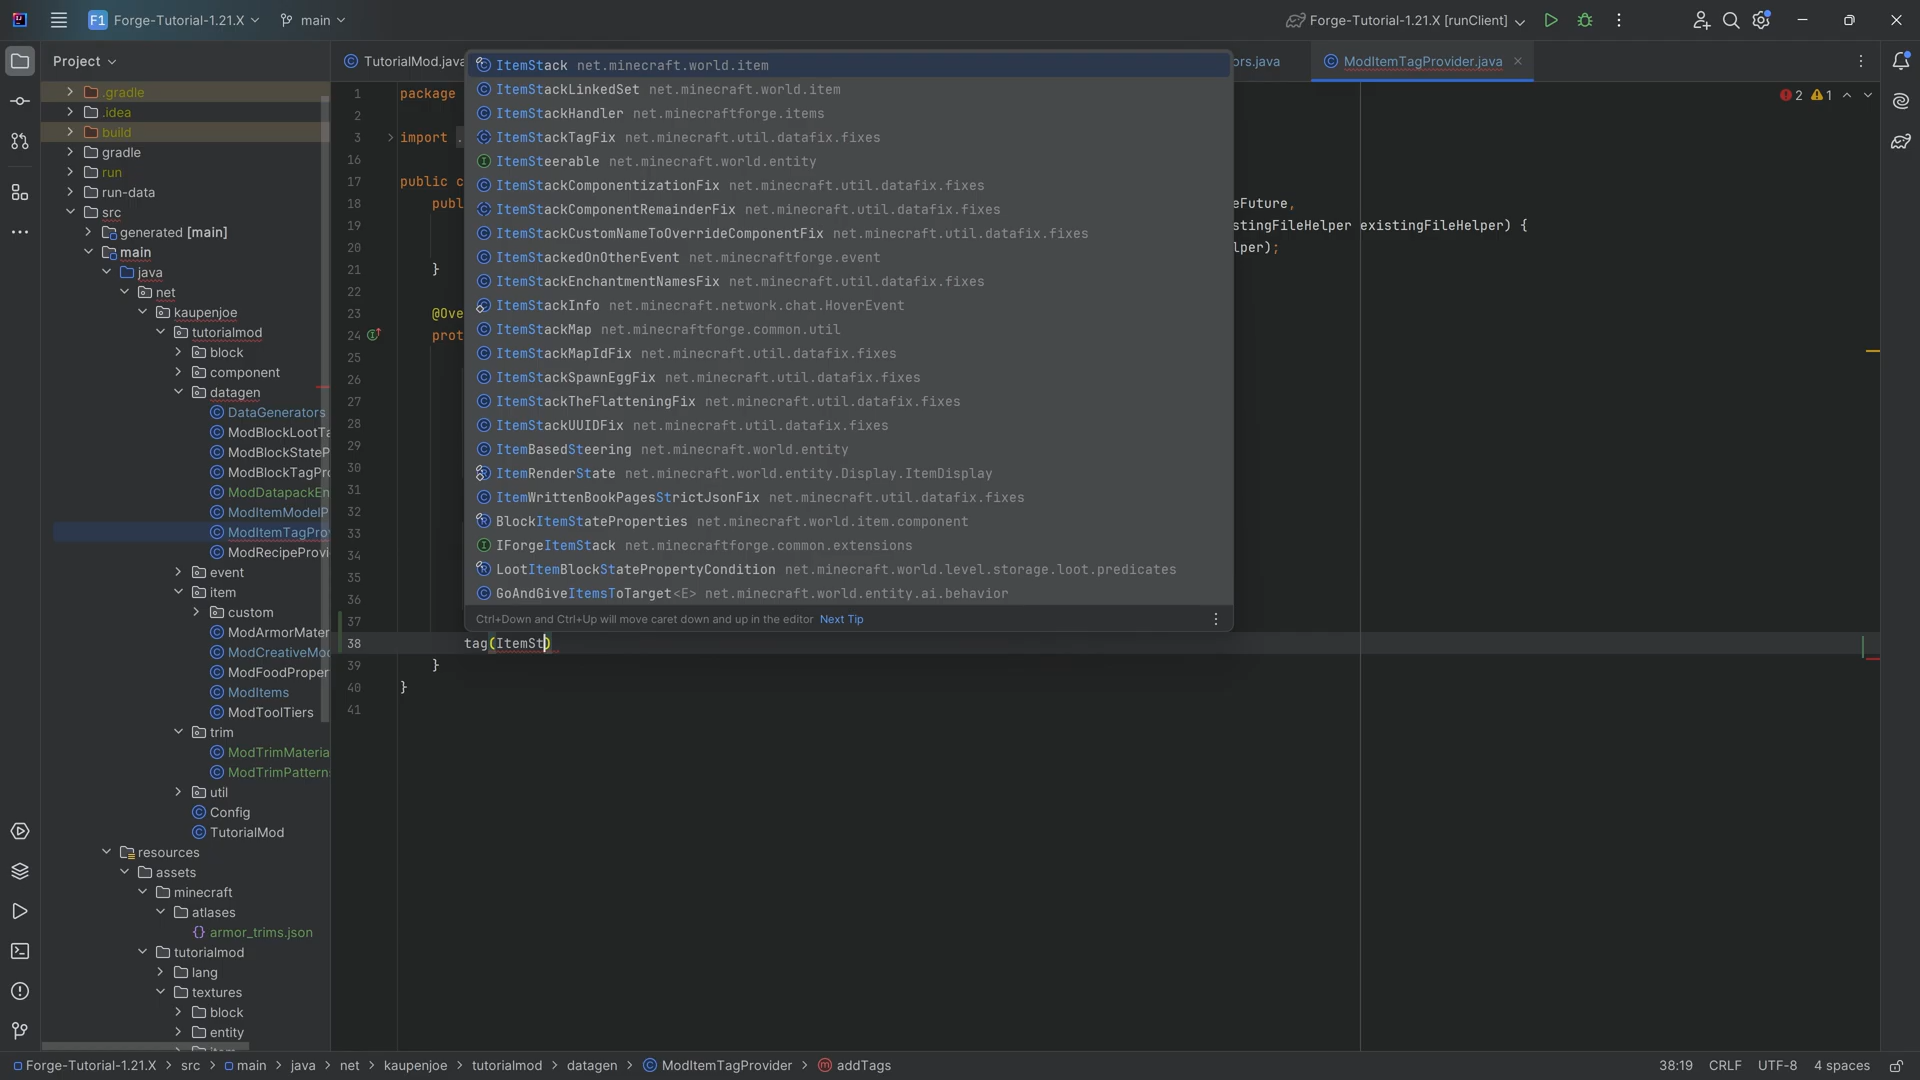 F1 Forge-Tutorial-1.21.X main Forge-Tutorial-1.21.X [runClient]
Project
TutorialMod.java
ors.java
ModItemTagProvider.java
.gradle
.idea
build
gradle
run
run-data
src
generated [main]
main
java
net
kaupenjoe
tutorialmod
block
component
datagen
DataGenerators
ModBlockLootTa
ModBlockStateP
ModBlockTagPro
ModDatapackEn
ModItemModelP
ModItemTagProv
ModRecipeProvi
event
item
custom
ModArmorMater
ModCreativeMod
ModFoodProper
ModItems
ModToolTiers
trim
ModTrimMateria
ModTrimPattern
util
Config
TutorialMod
resources
assets
minecraft
atlases
{} armor_trims.json
tutorialmod
lang
textures
block
entity
2 1
1 package
2
3 import .
16
17 public c
18 publ eFuture,
19 stingFileHelper existingFileHelper) {
20 lper);
21 }
22
23 @Ove
24 prot
25
26
27
28
29
30
31
32
33
34
35
36
37
38 tag(ItemSt)
39 }
40 }
41
ItemStack net.minecraft.world.item
ItemStackLinkedSet net.minecraft.world.item
ItemStackHandler net.minecraftforge.items
ItemStackTagFix net.minecraft.util.datafix.fixes
ItemSteerable net.minecraft.world.entity
ItemStackComponentizationFix net.minecraft.util.datafix.fixes
ItemStackComponentRemainderFix net.minecraft.util.datafix.fixes
ItemStackCustomNameToOverrideComponentFix net.minecraft.util.datafix.fixes
ItemStackedOnOtherEvent net.minecraftforge.event
ItemStackEnchantmentNamesFix net.minecraft.util.datafix.fixes
ItemStackInfo net.minecraft.network.chat.HoverEvent
ItemStackMap net.minecraftforge.common.util
ItemStackMapIdFix net.minecraft.util.datafix.fixes
ItemStackSpawnEggFix net.minecraft.util.datafix.fixes
ItemStackTheFlatteningFix net.minecraft.util.datafix.fixes
ItemStackUUIDFix net.minecraft.util.datafix.fixes
ItemBasedSteering net.minecraft.world.entity
ItemRenderState net.minecraft.world.entity.Display.ItemDisplay
ItemWrittenBookPagesStrictJsonFix net.minecraft.util.datafix.fixes
BlockItemStateProperties net.minecraft.world.item.component
IForgeItemStack net.minecraftforge.common.extensions
LootItemBlockStatePropertyCondition net.minecraft.world.level.storage.loot.predicates
GoAndGiveItemsToTarget<E> net.minecraft.world.entity.ai.behavior
Ctrl+Down and Ctrl+Up will move caret down and up in the editor Next Tip
Forge-Tutorial-1.21.X > src > main > java > net > kaupenjoe > tutorialmod > datagen > ModItemTagProvider > addTags
38:19 CRLF UTF-8 4 spaces